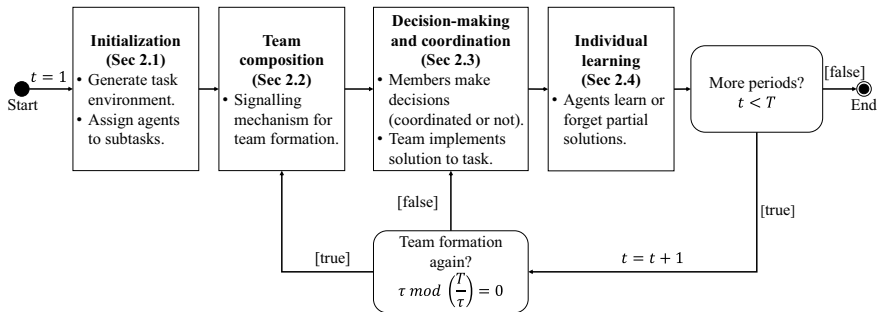 Start
t = 1
Initialization
(Sec 2.1)
• Generate task
environment.
• Assign agents
to subtasks.
Team
composition
(Sec 2.2)
• Signalling
mechanism for
team formation.
Decision-making
and coordination
(Sec 2.3)
• Members make
decisions
(coordinated or not).
• Team implements
solution to task.
Individual
learning
(Sec 2.4)
• Agents learn or
forget partial
solutions.
More periods?
t < T
[false]
End
[true]
t = t + 1
Team formation
again?
τ mod (T/τ) = 0
[false]
[true]